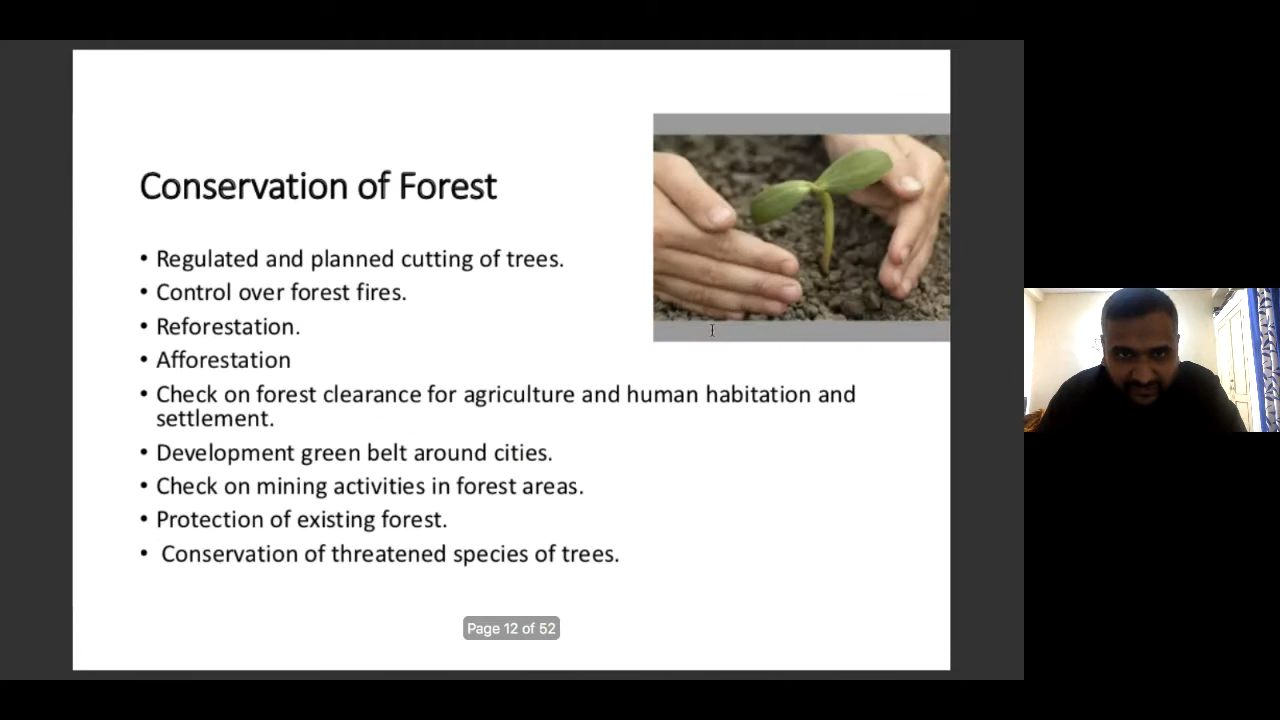 Conservation of Forest
• Regulated and planned cutting of trees.
• Control over forest fires.
• Reforestation.
• Afforestation
• Check on forest clearance for agriculture and human habitation and
settlement.
• Development green belt around cities.
• Check on mining activities in forest areas.
• Protection of existing forest.
• Conservation of threatened species of trees.
Page 12 of 52